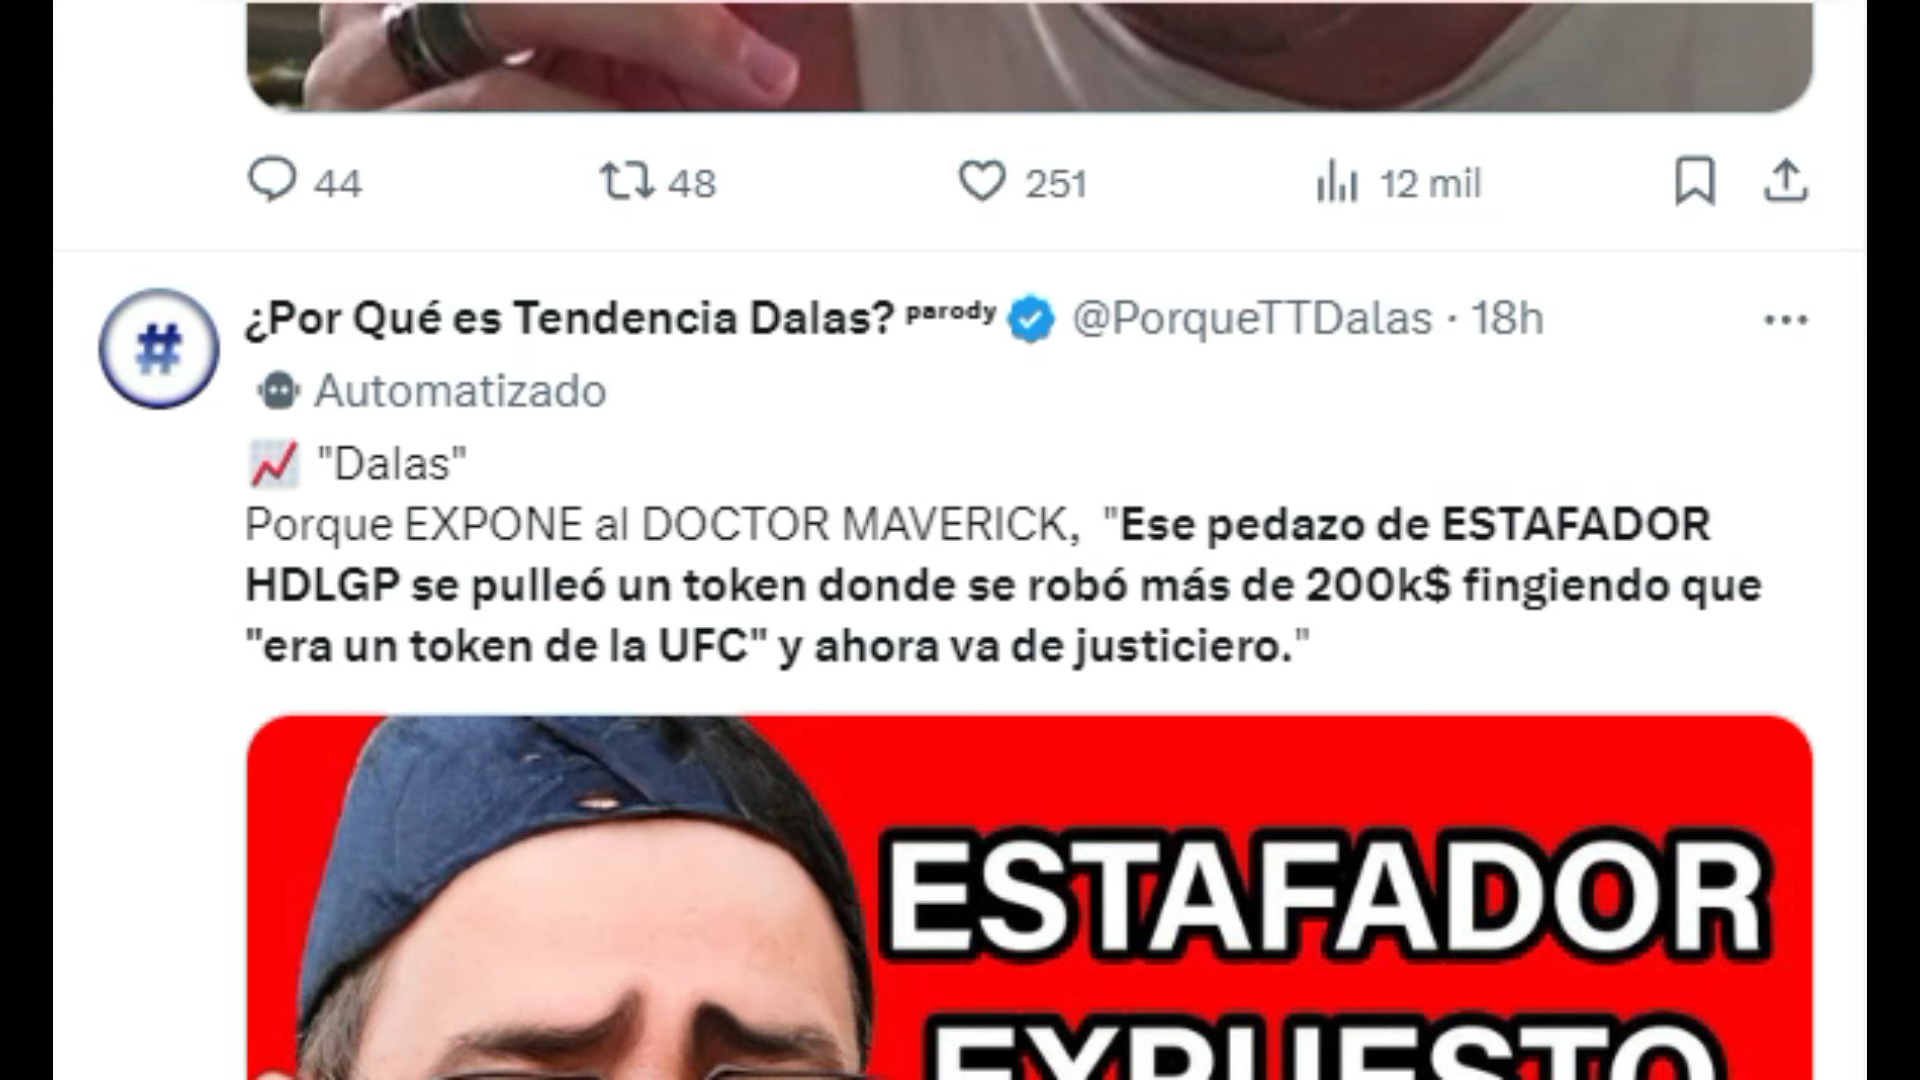 44 48 251 12 mil
¿Por Qué es Tendencia Dalas? ᵖᵃʳᵒᵈʸ @PorqueTTDalas · 18h
Automatizado
"Dalas"
Porque EXPONE al DOCTOR MAVERICK, "Ese pedazo de ESTAFADOR
HDLGP se pulleó un token donde se robó más de 200k$ fingiendo que
"era un token de la UFC" y ahora va de justiciero."
ESTAFADOR
EXPUESTO